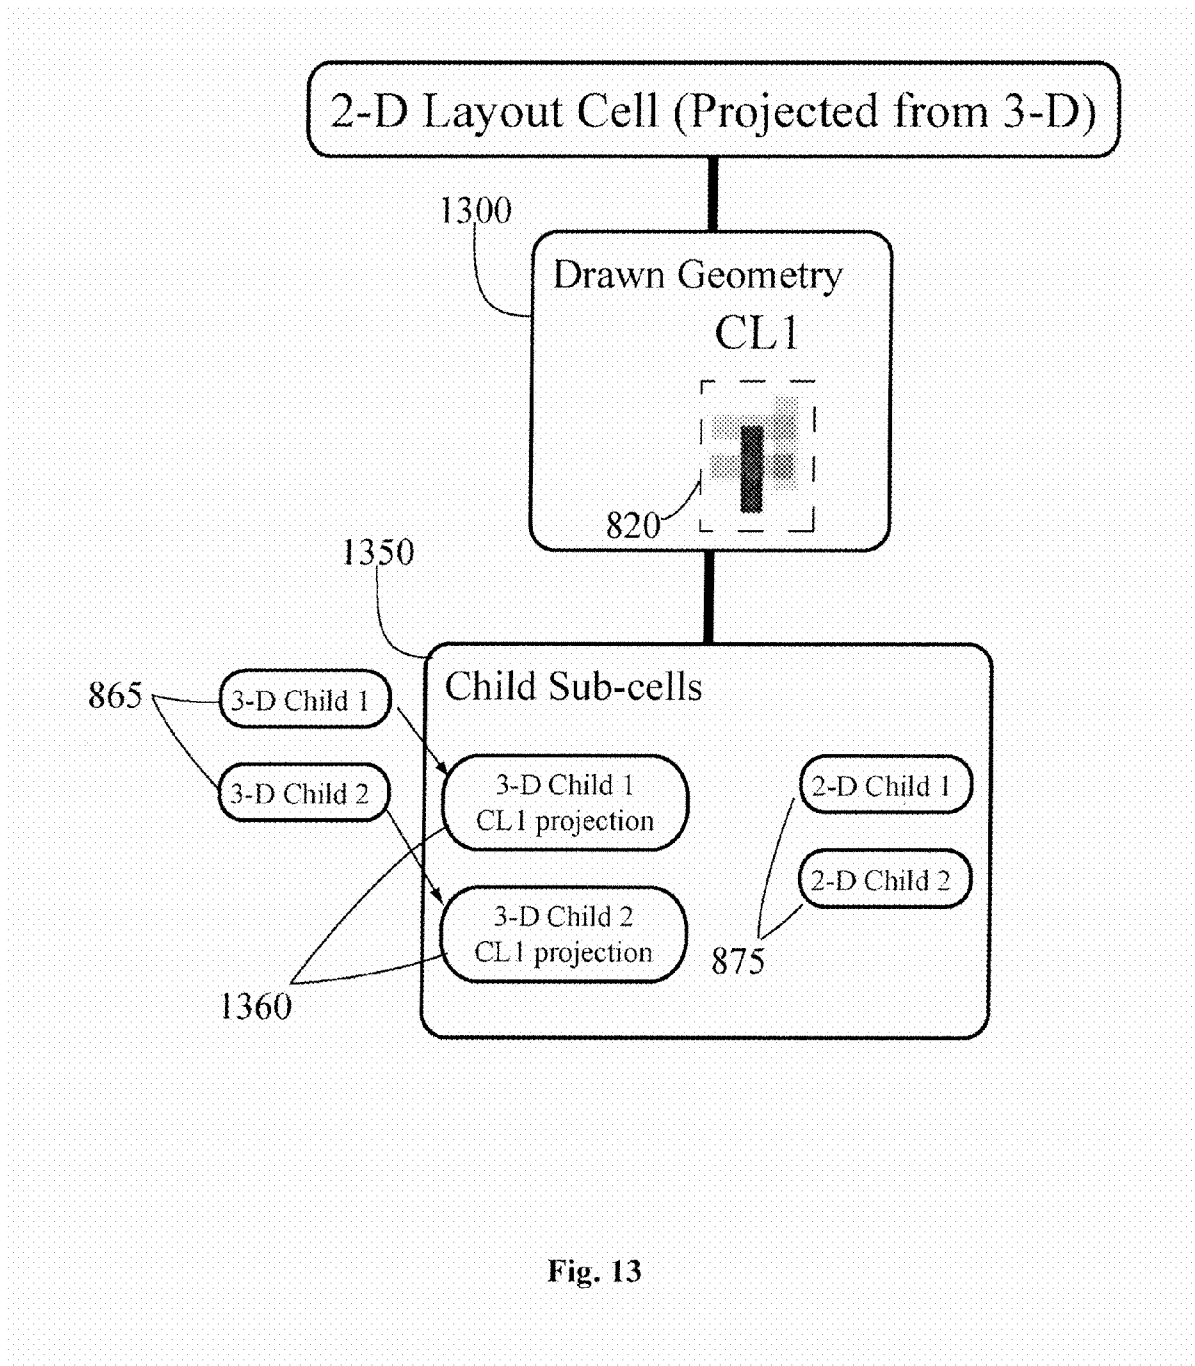 2-D Layout Cell (Projected from 3-D)
1300
Drawn Geometry
CL1
820
1350
Child Sub-cells
865
3-D Child 1
3-D Child 2
3-D Child 1
CL1 projection
2-D Child 1
2-D Child 2
3-D Child 2
CL1 projection
875
1360
Fig. 13